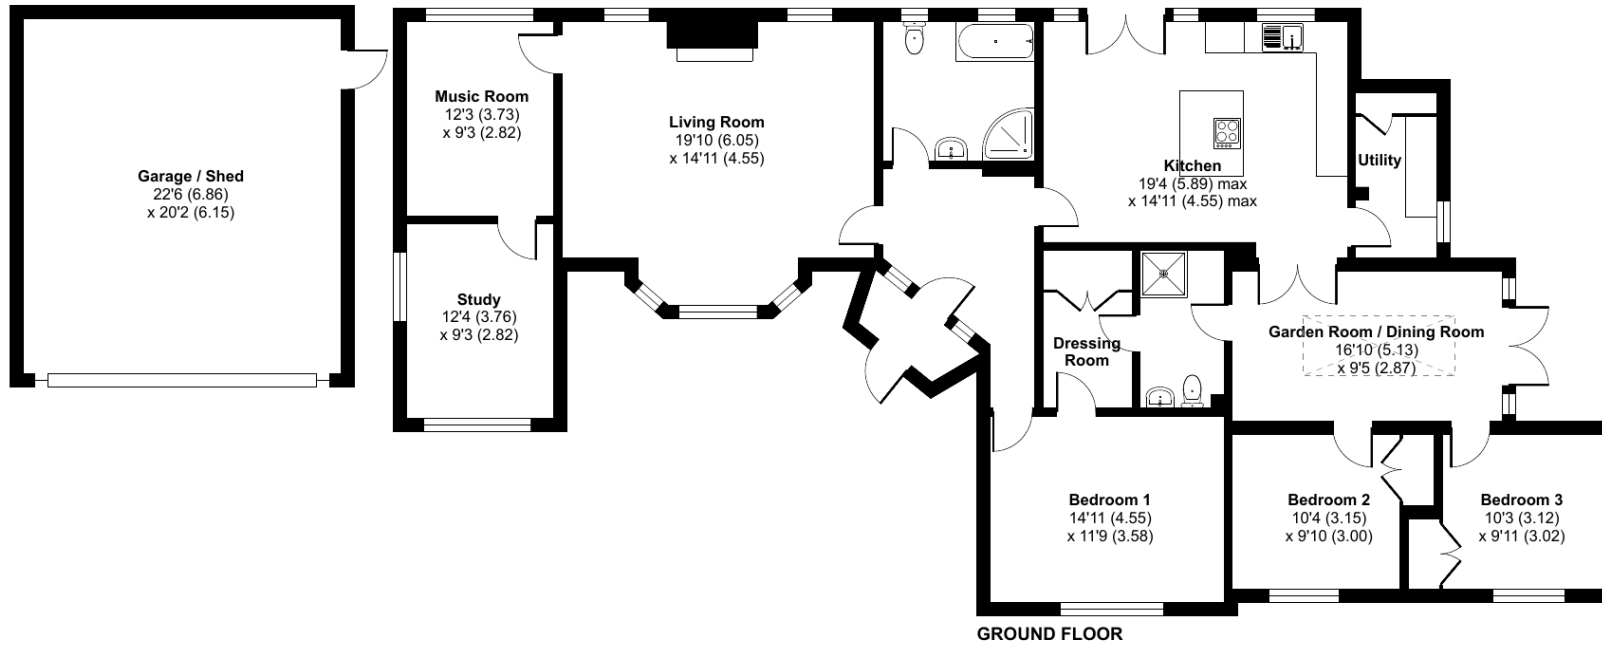 Garage / Shed
22'6 (6.86)
x 20'2 (6.15)
Music Room
12'3 (3.73)
x 9'3 (2.82)
Living Room
19'10 (6.05)
x 14'11 (4.55)
Kitchen
19'4 (5.89) max
x 14'11 (4.55) max
Utility
Study
12'4 (3.76)
x 9'3 (2.82)
Dressing
Room
Garden Room / Dining Room
16'10 (5.13)
x 9'5 (2.87)
Bedroom 1
14'11 (4.55)
x 11'9 (3.58)
Bedroom 2
10'4 (3.15)
x 9'10 (3.00)
Bedroom 3
10'3 (3.12)
x 9'11 (3.02)
GROUND FLOOR